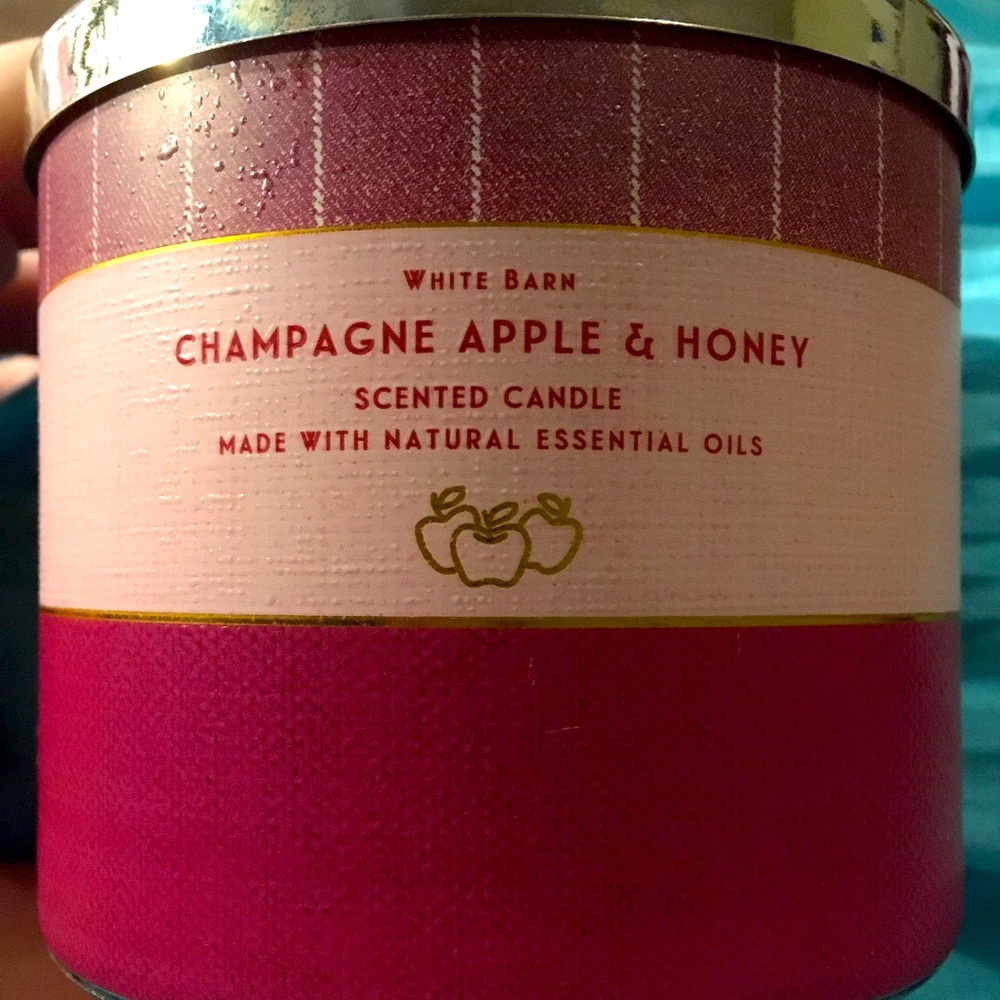 WHITE BARN
CHAMPAGNE APPLE & HONEY
SCENTED CANDLE
MADE WITH NATURAL ESSENTIAL OILS